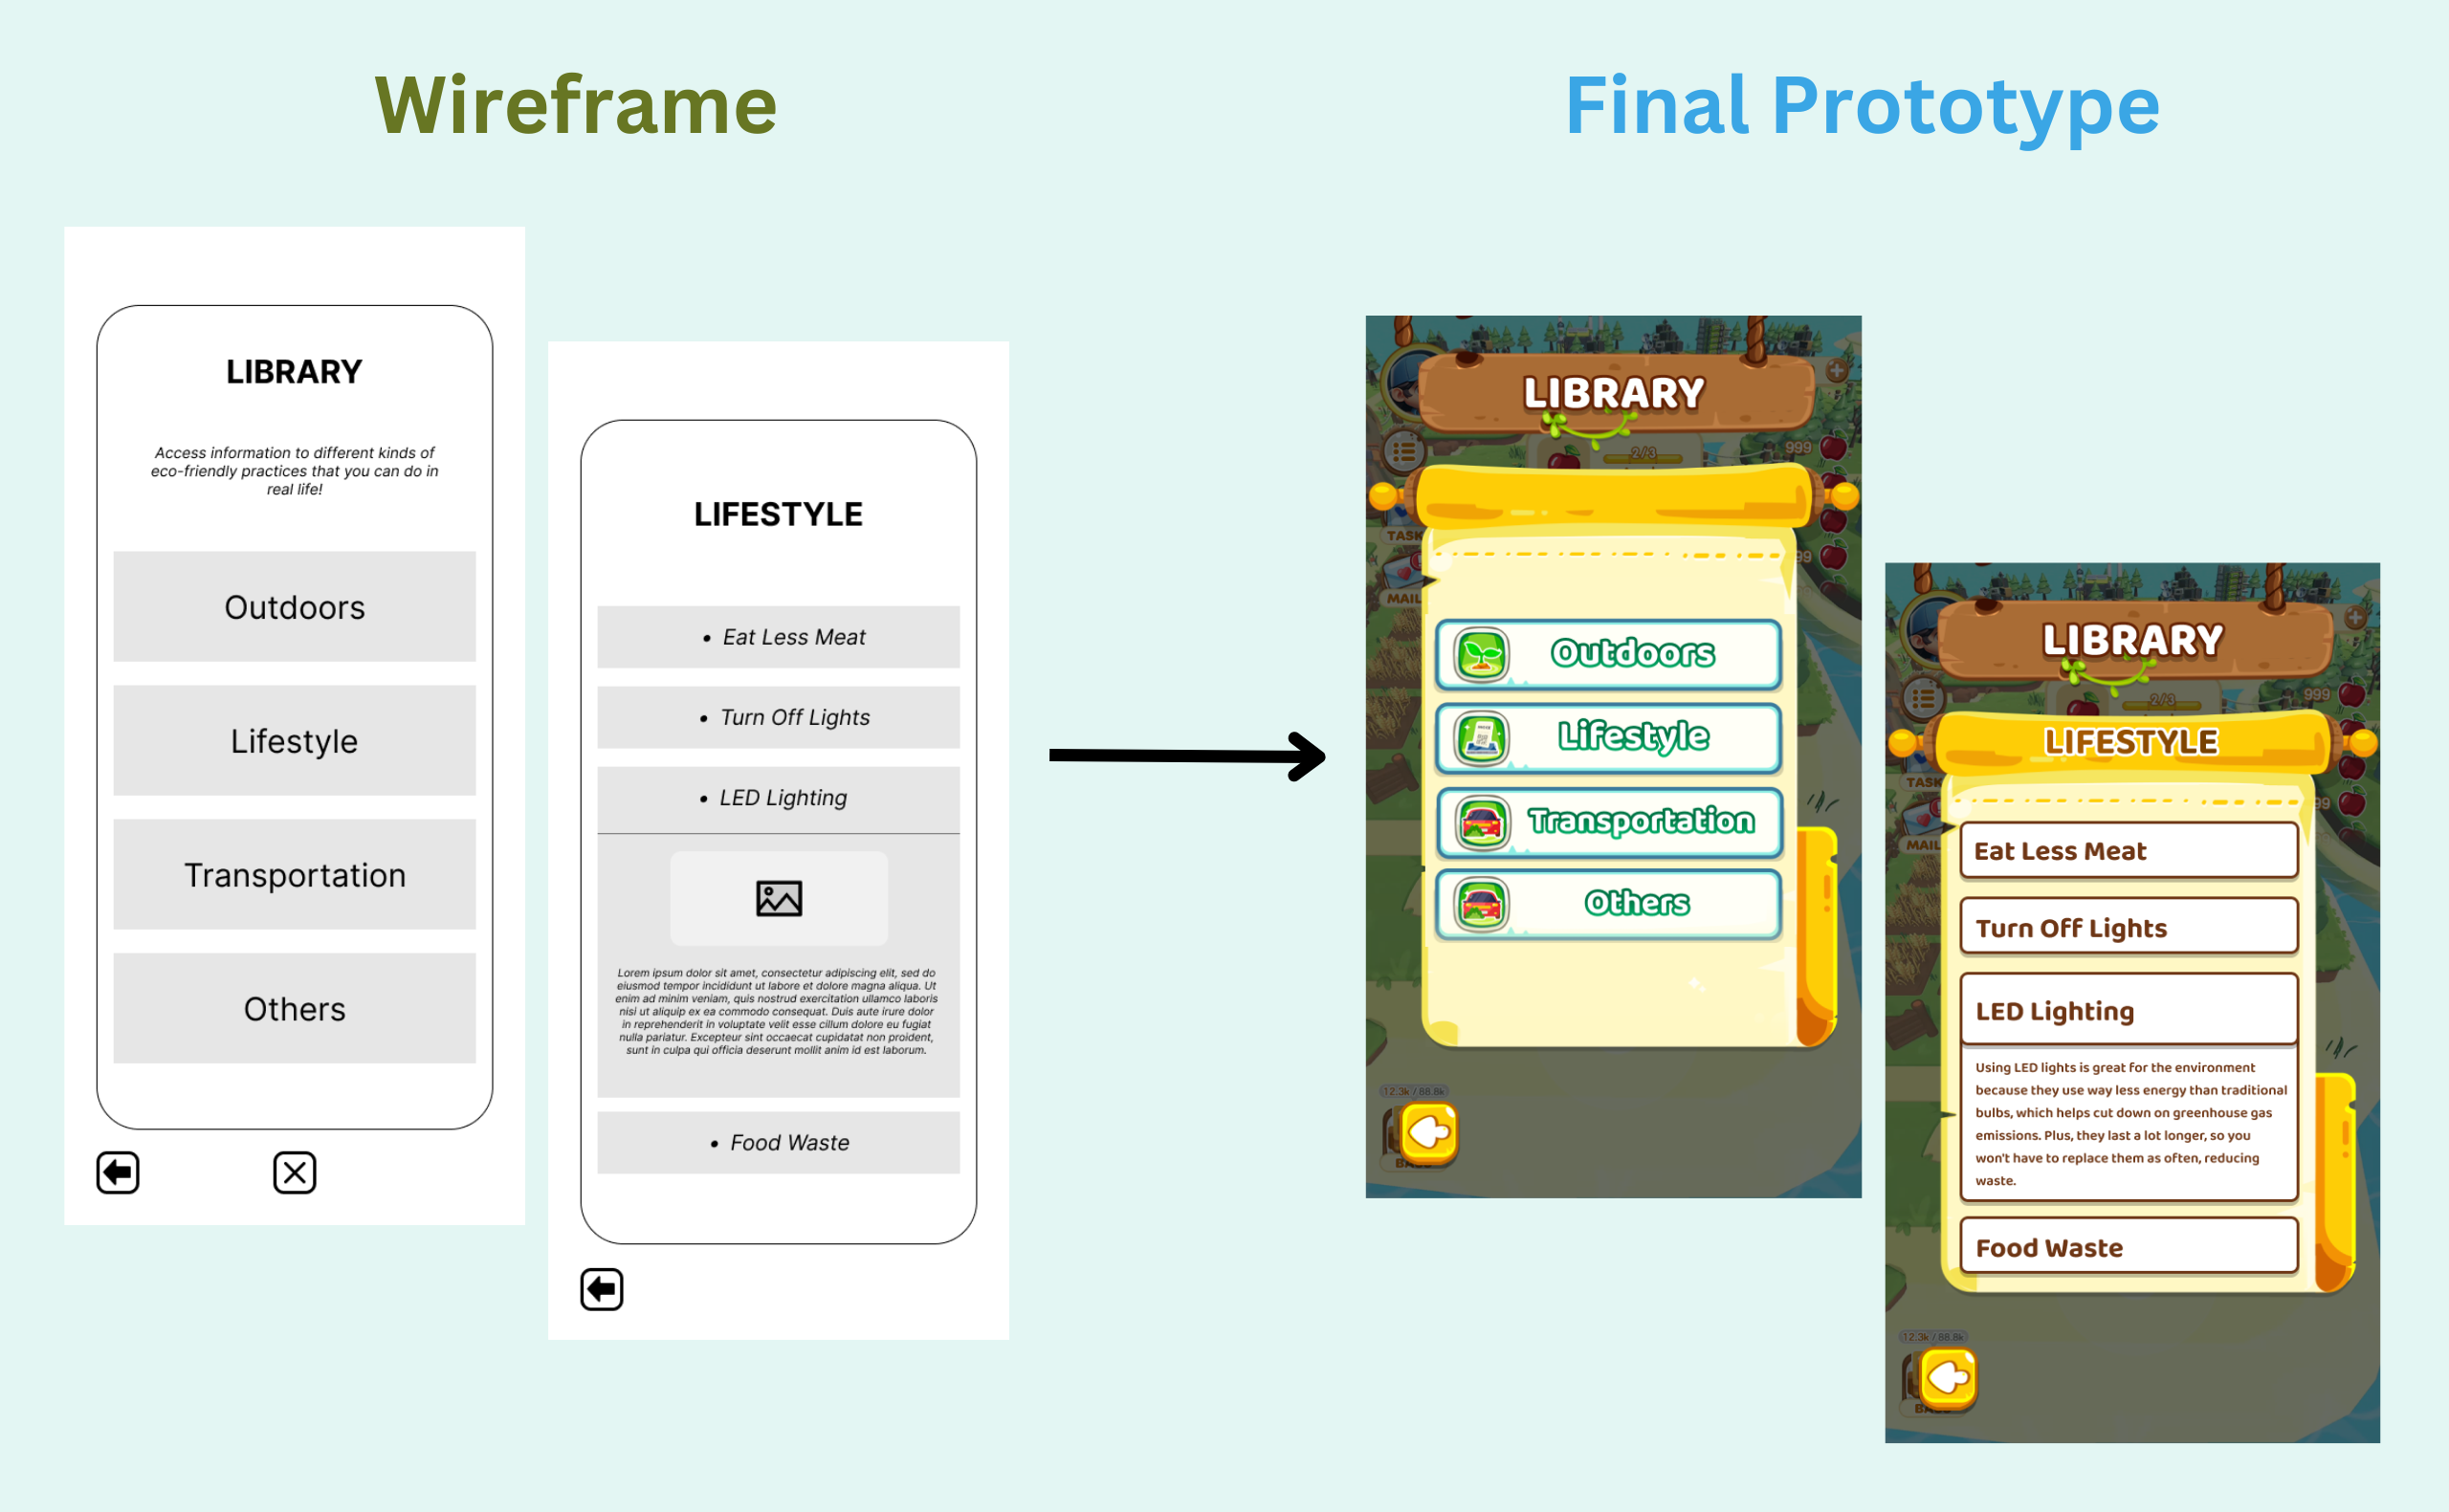 Wireframe
Final Prototype
LIBRARY
Access information to different kinds of
eco-friendly practices that you can do in
real life!
Outdoors
Lifestyle
Transportation
Others
LIFESTYLE
• Eat Less Meat
• Turn Off Lights
• LED Lighting
Lorem ipsum dolor sit amet, consectetur adipiscing elit, sed do
eiusmod tempor incididunt ut labore et dolore magna aliqua. Ut
enim ad minim veniam, quis nostrud exercitation ullamco laboris
nisi ut aliquip ex ea commodo consequat. Duis aute irure dolor
in reprehenderit in voluptate velit esse cillum dolore eu fugiat
nulla pariatur. Excepteur sint occaecat cupidatat non proident,
sunt in culpa qui officia deserunt mollit anim id est laborum.
• Food Waste
LIBRARY
999
2/3
TASK
99
MAIL
Outdoors
Lifestyle
Transportation
Others
12.3k / 88.8k
LIBRARY
999
2/3
LIFESTYLE
TASK
99
MAIL
Eat Less Meat
Turn Off Lights
LED Lighting
Using LED lights is great for the environment
because they use way less energy than traditional
bulbs, which helps cut down on greenhouse gas
emissions. Plus, they last a lot longer, so you
won't have to replace them as often, reducing
waste.
Food Waste
12.3k / 88.8k